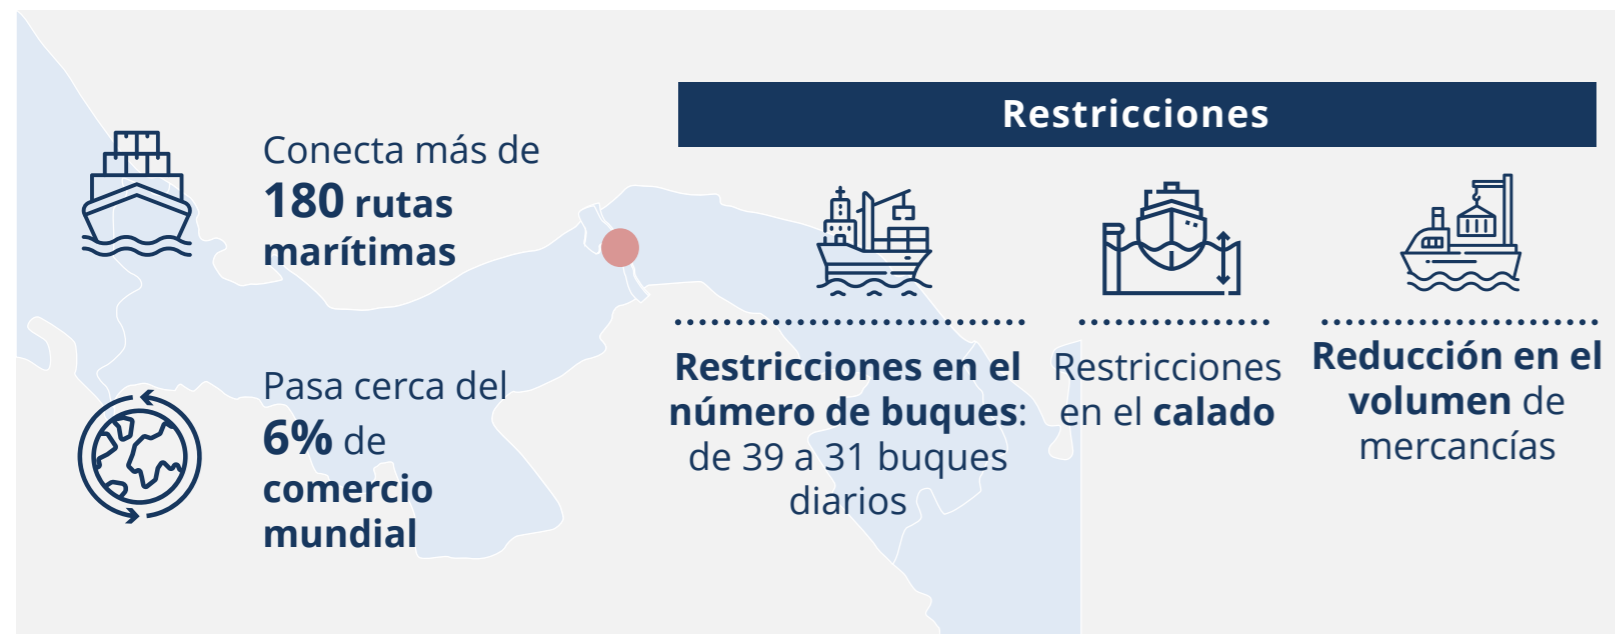 Conecta más de
180 rutas
marítimas
Pasa cerca del
6% de
comercio
mundial
Restricciones
Restricciones en el
número de buques:
de 39 a 31 buques
diarios
Restricciones
en el calado
Reducción en el
volumen de
mercancías